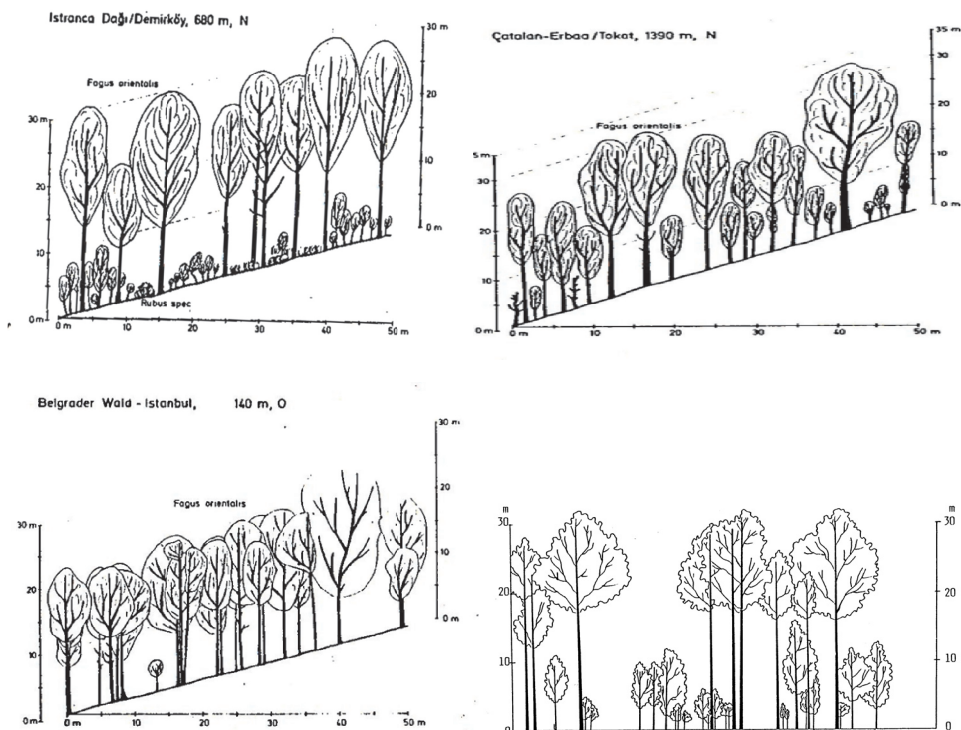 Istranca Dağı/Demirköy, 680 m, N
30 m
20
10
0 m
Fagus orientalis
30 m
20
10
0 m
Rubus spec
0 m
10
20
30
40
50 m
Çatalan-Erbaa/Tokat, 1390 m, N
35 m
30
20
10
0 m
Fagus orientalis
5 m
30
20
10
0 m
0 m
10
20
30
40
50 m
Belgrader Wald - Istanbul, 140 m, O
30 m
20
10
0 m
Fagus orientalis
30 m
20
10
0 m
0 m
10
20
30
40
50 m
m
30
20
10
0
m
30
20
10
0